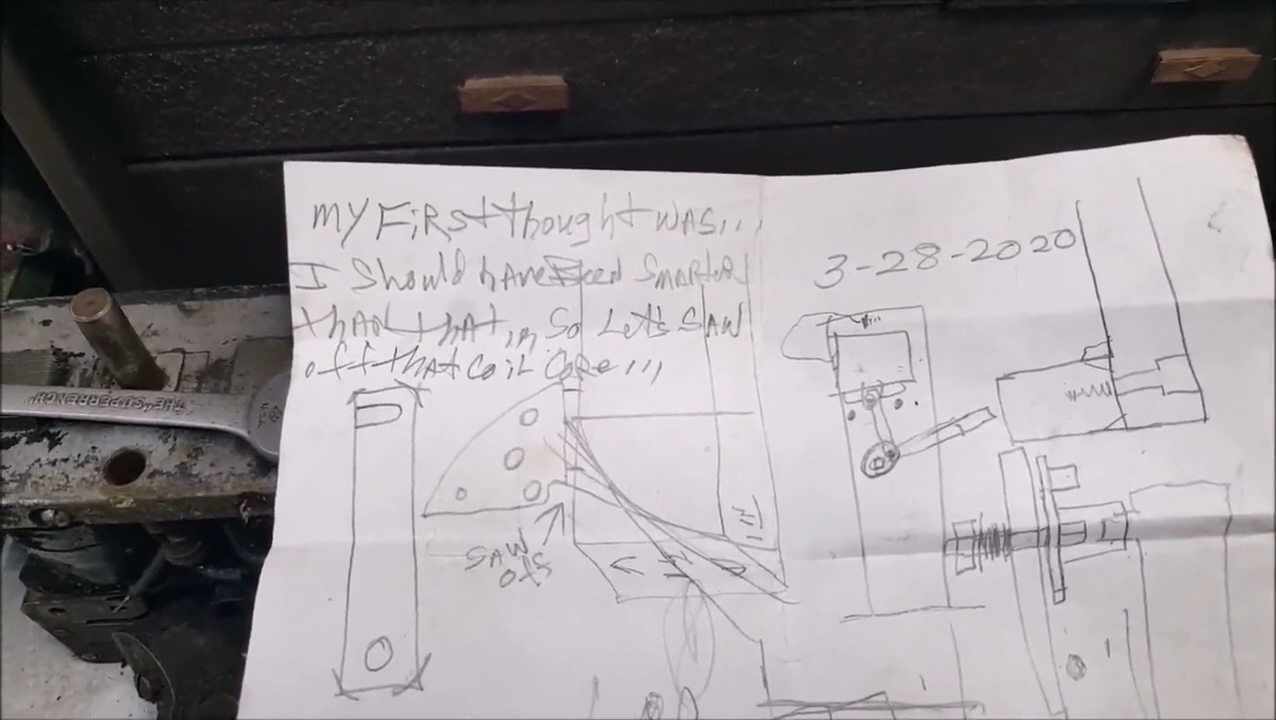 MY FiRST thought WAS,,,
I Should hAVE BEEN SMARTER
thAN thAT,,, SO Let's SAW
off thAT COiL CORE,,,
3-28-2020
SAW
OFF
THE SUPERRENCH